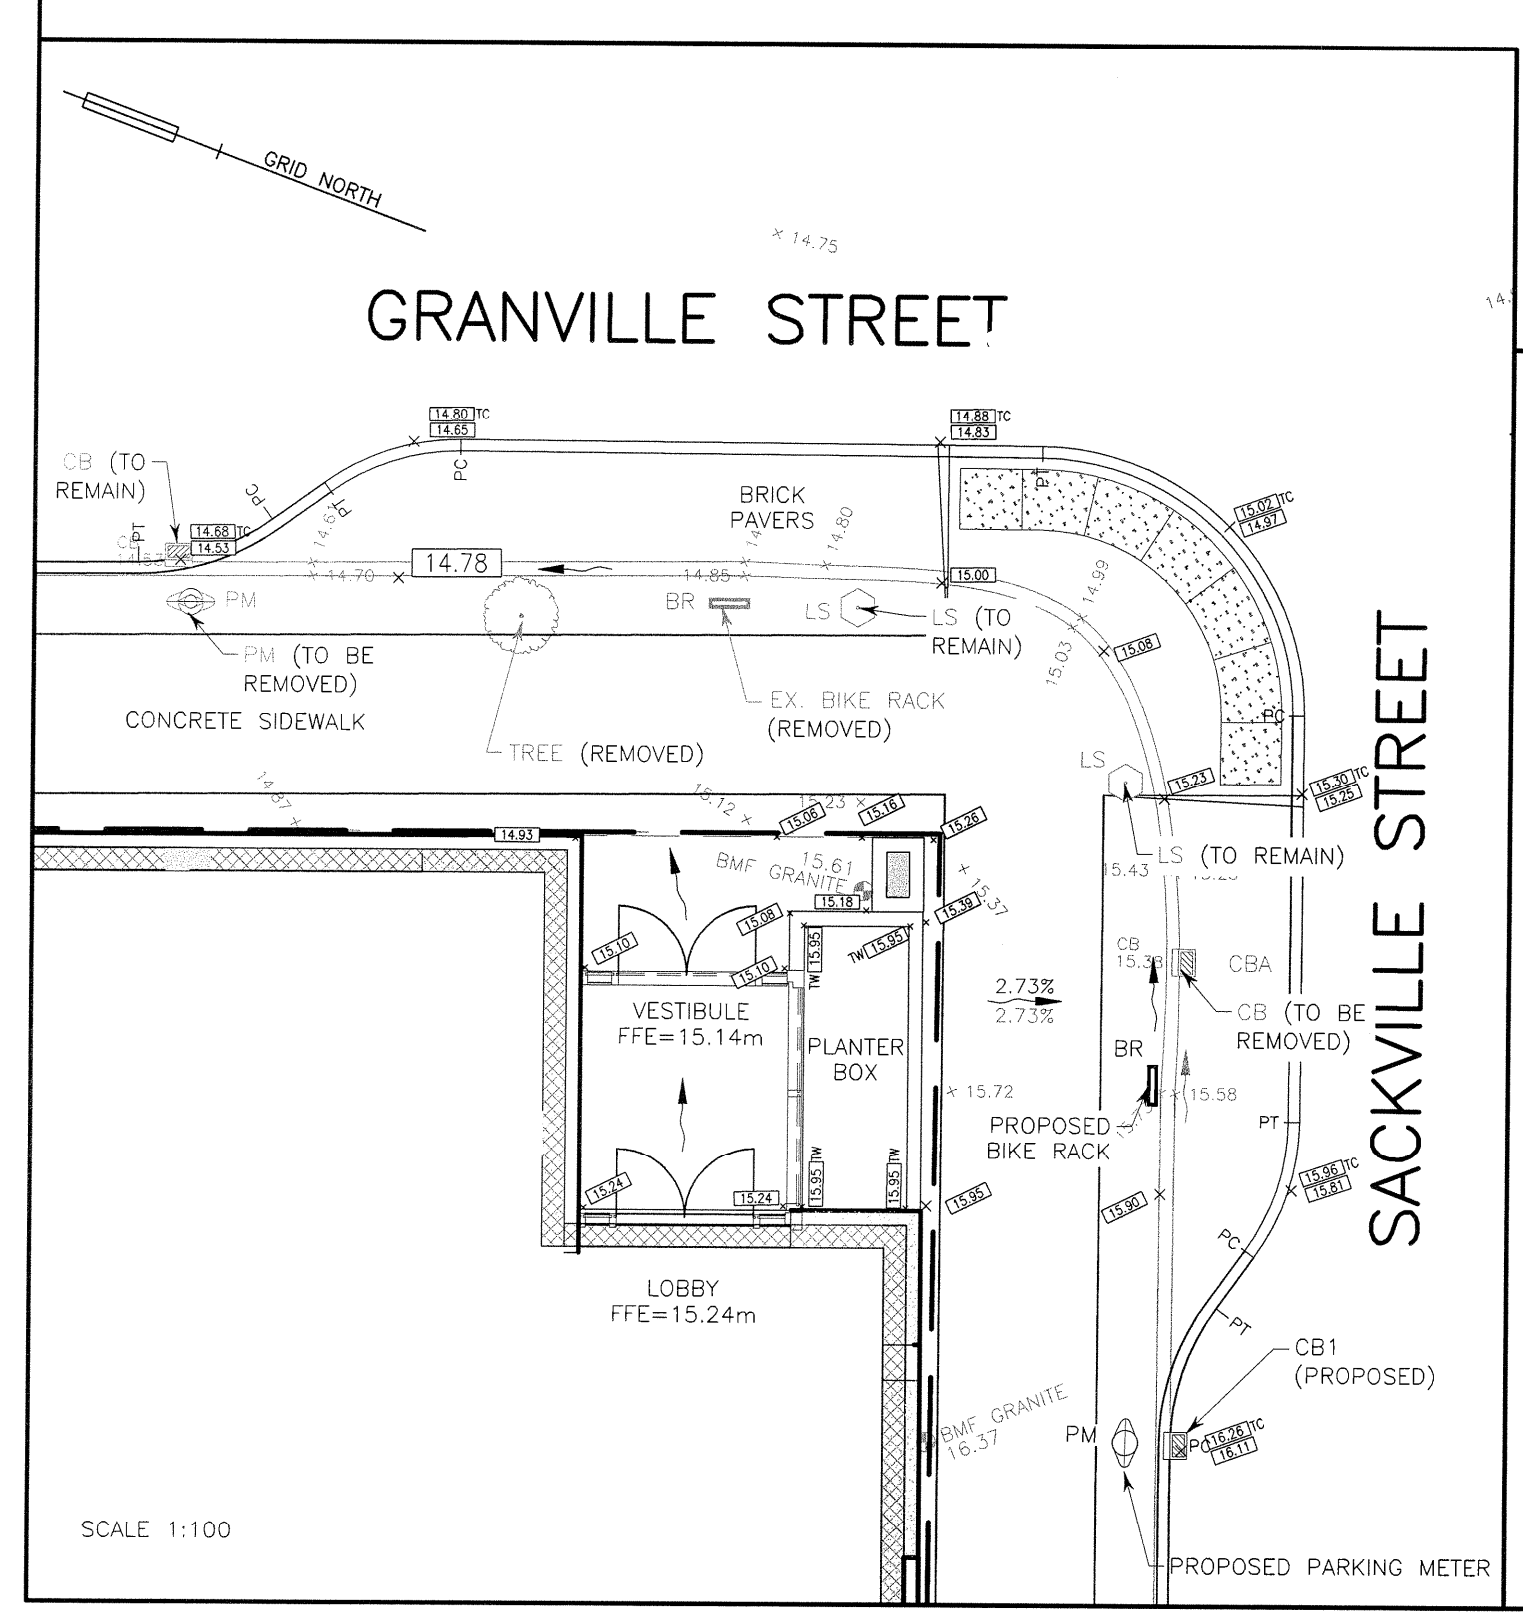 GRID NORTH
14.75
GRANVILLE STREET
14.80 TC
14.65
14.88 TC
14.83
CB (TO
REMAIN)
PC
PT
PC
PT
PT
14.68 TC
14.53
CB
BRICK
PAVERS
14.80
15.02 TC
14.97
14.78
14.70
14.85
15.00
14.99
PM
BR
LS
LS (TO
REMAIN)
PM (TO BE
REMOVED)
15.03
15.08
EX. BIKE RACK
(REMOVED)
CONCRETE SIDEWALK
TREE (REMOVED)
PC
SACKVILLE STREET
LS
15.23
15.30 TC
15.25
14.87
15.12
15.23
15.06
15.16
15.26
14.93
LS (TO REMAIN)
15.43
BMF GRANITE
15.61
15.18
15.39
15.37
15.08
15.10
15.10
TW 15.95
TW 15.95
CB
15.38
CBA
CB (TO BE
REMOVED)
2.73%
2.73%
VESTIBULE
FFE=15.14m
PLANTER
BOX
BR
15.72
15.58
PROPOSED
BIKE RACK
PT
15.96 TC
15.81
15.24
15.24
15.95 TW
15.95 TW
15.95
15.90
PC
PT
LOBBY
FFE=15.24m
CB1
(PROPOSED)
BMF GRANITE
16.37
PM
PC
16.26 TC
16.11
SCALE 1:100
PROPOSED PARKING METER